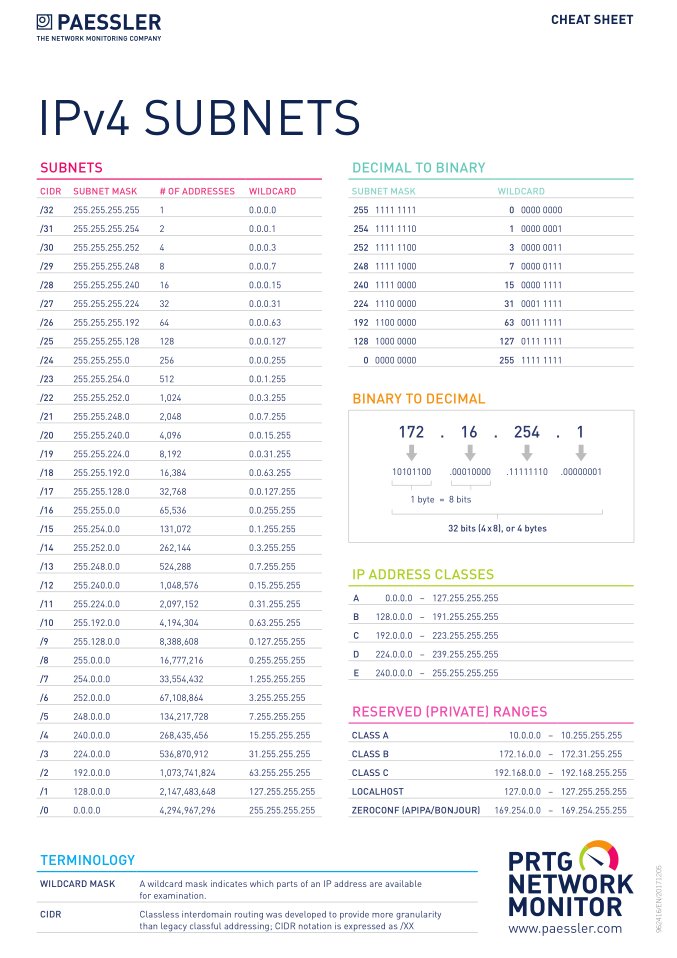 PAESSLER
THE NETWORK MONITORING COMPANY
CHEAT SHEET
IPv4 SUBNETS
SUBNETS
CIDR SUBNET MASK # OF ADDRESSES WILDCARD
/32 255.255.255.255 1 0.0.0.0
/31 255.255.255.254 2 0.0.0.1
/30 255.255.255.252 4 0.0.0.3
/29 255.255.255.248 8 0.0.0.7
/28 255.255.255.240 16 0.0.0.15
/27 255.255.255.224 32 0.0.0.31
/26 255.255.255.192 64 0.0.0.63
/25 255.255.255.128 128 0.0.0.127
/24 255.255.255.0 256 0.0.0.255
/23 255.255.254.0 512 0.0.1.255
/22 255.255.252.0 1,024 0.0.3.255
/21 255.255.248.0 2,048 0.0.7.255
/20 255.255.240.0 4,096 0.0.15.255
/19 255.255.224.0 8,192 0.0.31.255
/18 255.255.192.0 16,384 0.0.63.255
/17 255.255.128.0 32,768 0.0.127.255
/16 255.255.0.0 65,536 0.0.255.255
/15 255.254.0.0 131,072 0.1.255.255
/14 255.252.0.0 262,144 0.3.255.255
/13 255.248.0.0 524,288 0.7.255.255
/12 255.240.0.0 1,048,576 0.15.255.255
/11 255.224.0.0 2,097,152 0.31.255.255
/10 255.192.0.0 4,194,304 0.63.255.255
/9 255.128.0.0 8,388,608 0.127.255.255
/8 255.0.0.0 16,777,216 0.255.255.255
/7 254.0.0.0 33,554,432 1.255.255.255
/6 252.0.0.0 67,108,864 3.255.255.255
/5 248.0.0.0 134,217,728 7.255.255.255
/4 240.0.0.0 268,435,456 15.255.255.255
/3 224.0.0.0 536,870,912 31.255.255.255
/2 192.0.0.0 1,073,741,824 63.255.255.255
/1 128.0.0.0 2,147,483,648 127.255.255.255
/0 0.0.0.0 4,294,967,296 255.255.255.255
DECIMAL TO BINARY
SUBNET MASK WILDCARD
255 1111 1111 0 0000 0000
254 1111 1110 1 0000 0001
252 1111 1100 3 0000 0011
248 1111 1000 7 0000 0111
240 1111 0000 15 0000 1111
224 1110 0000 31 0001 1111
192 1100 0000 63 0011 1111
128 1000 0000 127 0111 1111
0 0000 0000 255 1111 1111
BINARY TO DECIMAL
172 . 16 . 254 . 1
10101100 .00010000 .11111110 .00000001
1 byte = 8 bits
32 bits (4x8), or 4 bytes
IP ADDRESS CLASSES
A 0.0.0.0 – 127.255.255.255
B 128.0.0.0 – 191.255.255.255
C 192.0.0.0 – 223.255.255.255
D 224.0.0.0 – 239.255.255.255
E 240.0.0.0 – 255.255.255.255
RESERVED (PRIVATE) RANGES
CLASS A 10.0.0.0 – 10.255.255.255
CLASS B 172.16.0.0 – 172.31.255.255
CLASS C 192.168.0.0 – 192.168.255.255
LOCALHOST 127.0.0.0 – 127.255.255.255
ZEROCONF (APIPA/BONJOUR) 169.254.0.0 – 169.254.255.255
TERMINOLOGY
WILDCARD MASK A wildcard mask indicates which parts of an IP address are available
for examination.
CIDR Classless interdomain routing was developed to provide more granularity
than legacy classful addressing; CIDR notation is expressed as /XX
PRTG
NETWORK
MONITOR
www.paessler.com
962416/EN/20171205